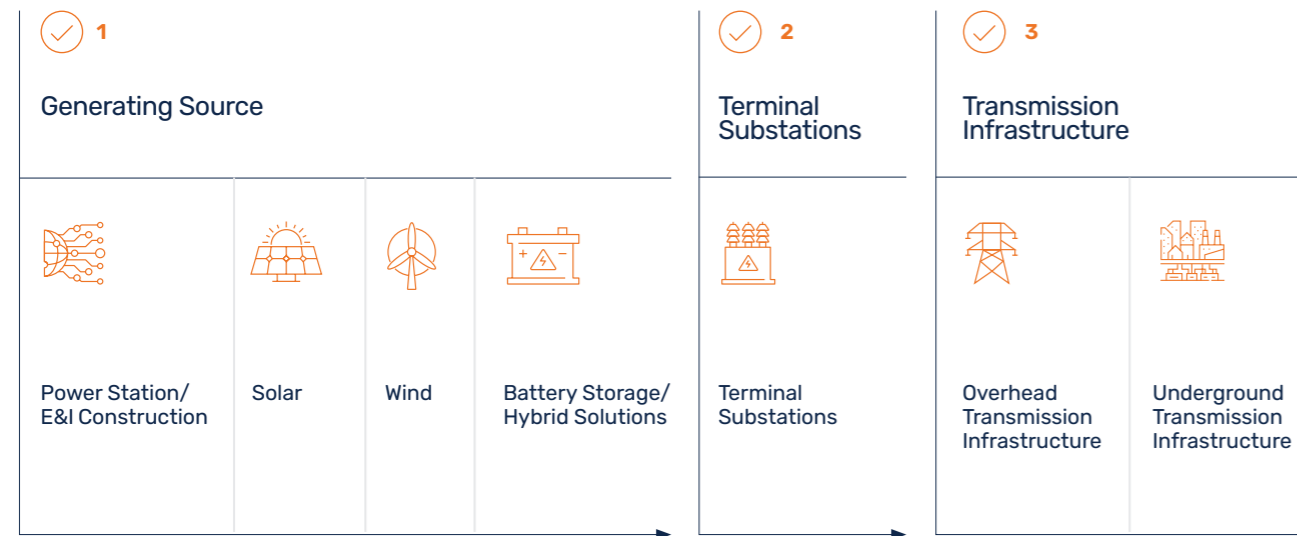 1
Generating Source
Power Station/
E&I Construction
Solar
Wind
Battery Storage/
Hybrid Solutions
2
Terminal
Substations
Terminal
Substations
3
Transmission
Infrastructure
Overhead
Transmission
Infrastructure
Underground
Transmission
Infrastructure